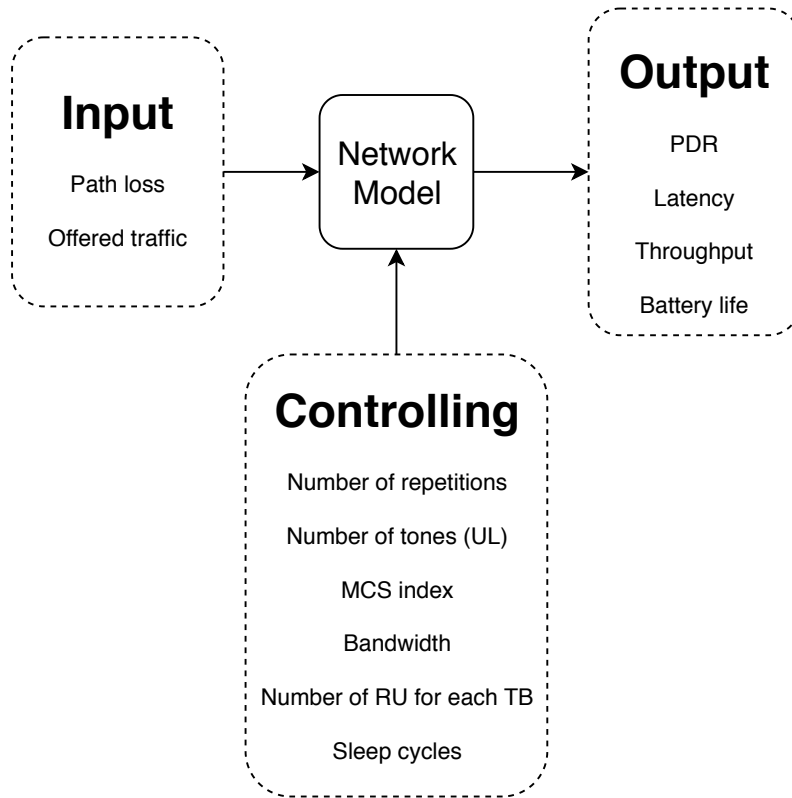 Input
Path loss
Offered traffic
Network
Model
Output
PDR
Latency
Throughput
Battery life
Controlling
Number of repetitions
Number of tones (UL)
MCS index
Bandwidth
Number of RU for each TB
Sleep cycles